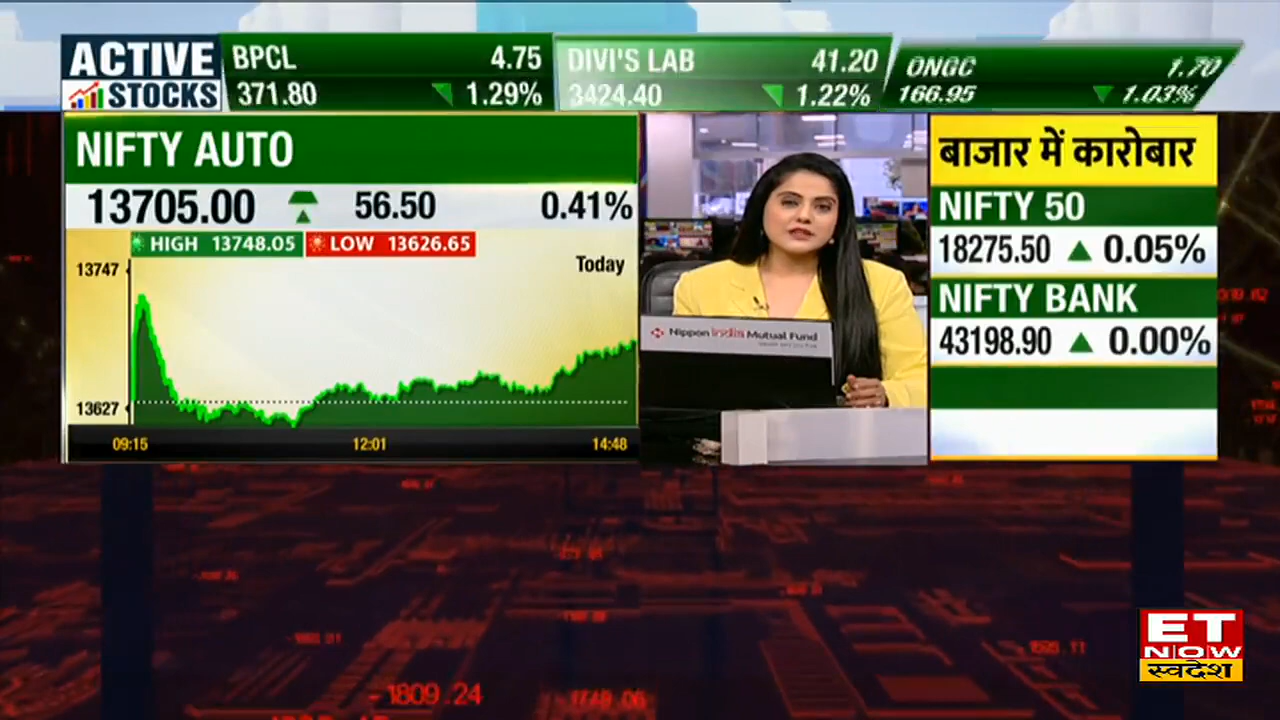 ACTIVE
STOCKS
BPCL 4.75
371.80 1.29%
DIVI'S LAB 41.20
3424.40 1.22%
ONGC 1.70
166.95 1.03%
NIFTY AUTO
13705.00 56.50 0.41%
HIGH 13748.05 LOW 13626.65
13747
Today
13627
09:15 12:01 14:48
Nippon india Mutual Fund
बाजार में कारोबार
NIFTY 50
18275.50 0.05%
NIFTY BANK
43198.90 0.00%
-1809.24
ET
NOW
स्वदेश